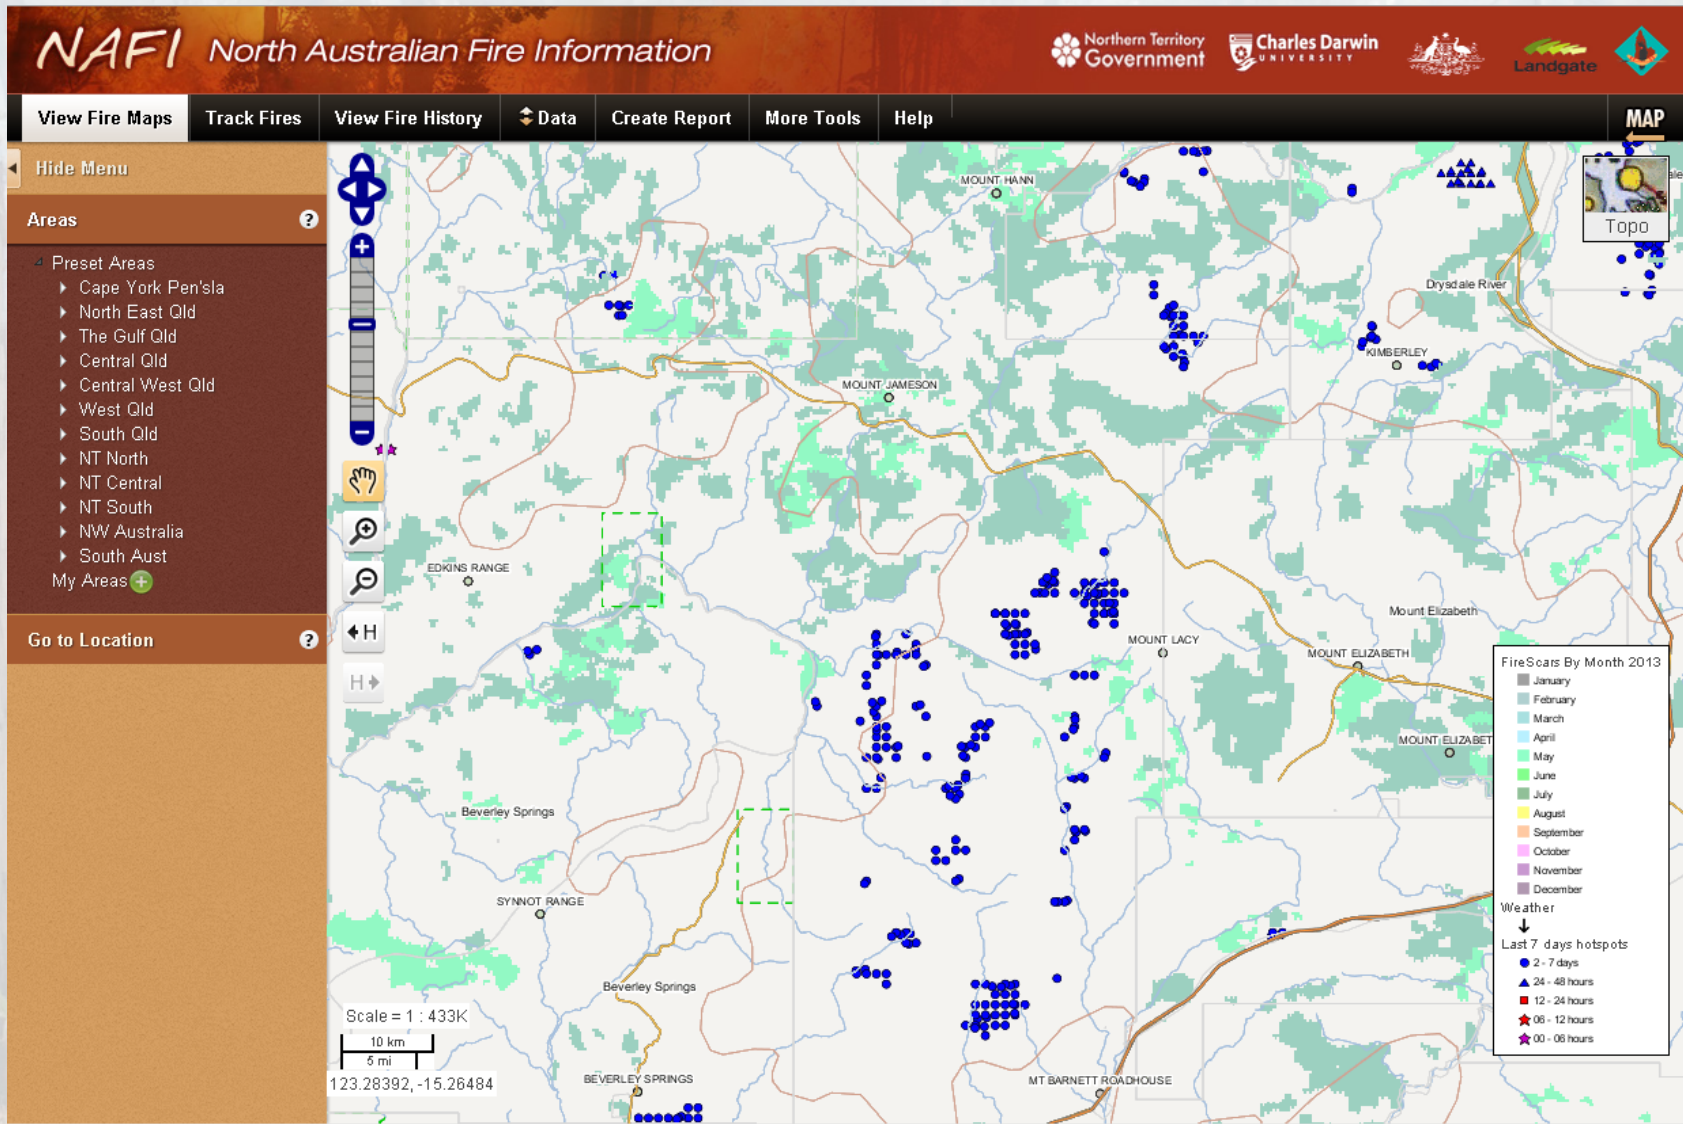 NAFI North Australian Fire Information
Northern Territory
Government
Charles Darwin
UNIVERSITY
Landgate
View Fire Maps
Track Fires
View Fire History
Data
Create Report
More Tools
Help
MAP
Hide Menu
Areas ?
Preset Areas
Cape York Pen'sla
North East Qld
The Gulf Qld
Central Qld
Central West Qld
West Qld
South Qld
NT North
NT Central
NT South
NW Australia
South Aust
My Areas
Go to Location ?
H
H
MOUNT HANN
Topo
Drysdale River
KIMBERLEY
MOUNT JAMESON
EDKINS RANGE
Mount Elizabeth
MOUNT LACY
MOUNT ELIZABETH
MOUNT ELIZABET
Beverley Springs
SYNNOT RANGE
Beverley Springs
BEVERLEY SPRINGS
MT BARNETT ROADHOUSE
Scale = 1 : 433K
10 km
5 mi
123.28392, -15.26484
FireScars By Month 2013
January
February
March
April
May
June
July
August
September
October
November
December
Weather
Last 7 days hotspots
2 - 7 days
24 - 48 hours
12 - 24 hours
06 - 12 hours
00 - 06 hours